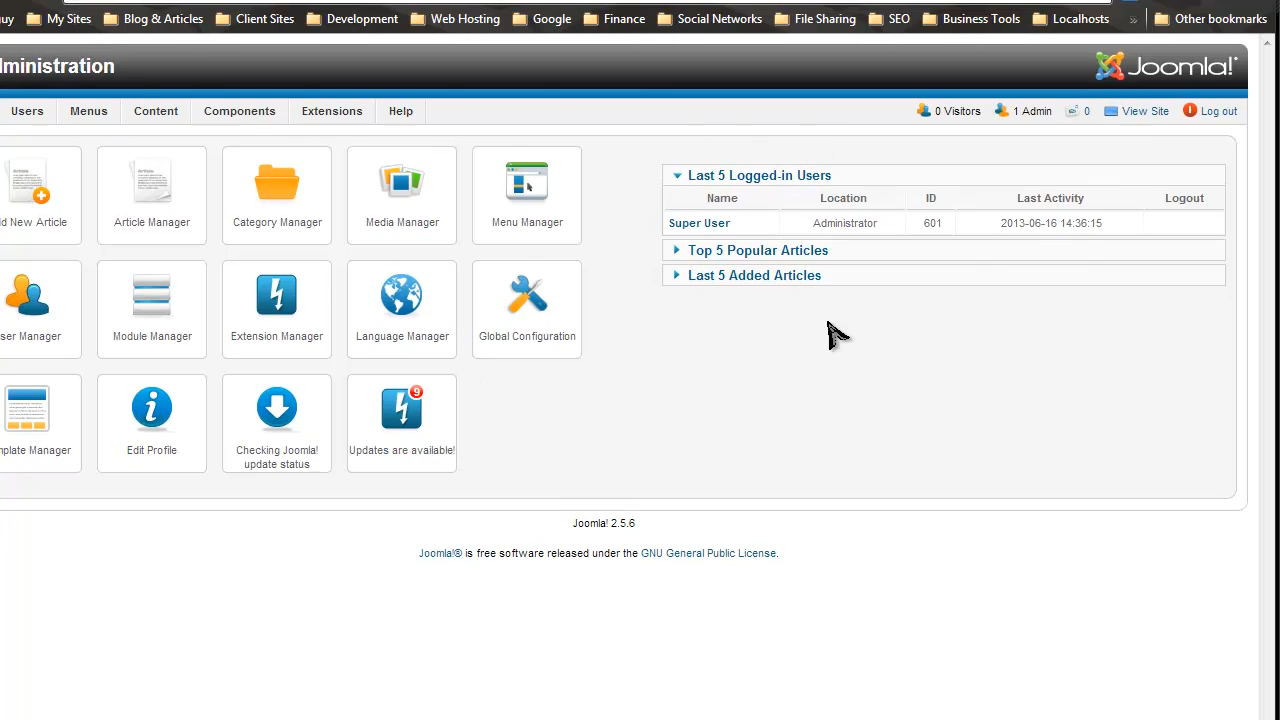 uy My Sites Blog & Articles Client Sites Development Web Hosting Google Finance Social Networks File Sharing SEO Business Tools Localhosts » Other bookmarks
ministration Joomla!®
Users Menus Content Components Extensions Help 0 Visitors 1 Admin 0 View Site Log out
d New Article Article Manager Category Manager Media Manager Menu Manager
ser Manager Module Manager Extension Manager Language Manager Global Configuration
9
mplate Manager Edit Profile Checking Joomla! Updates are available!
update status
Last 5 Logged-in Users
Name Location ID Last Activity Logout
Super User Administrator 601 2013-06-16 14:36:15
Top 5 Popular Articles
Last 5 Added Articles
Joomla! 2.5.6
Joomla!® is free software released under the GNU General Public License.